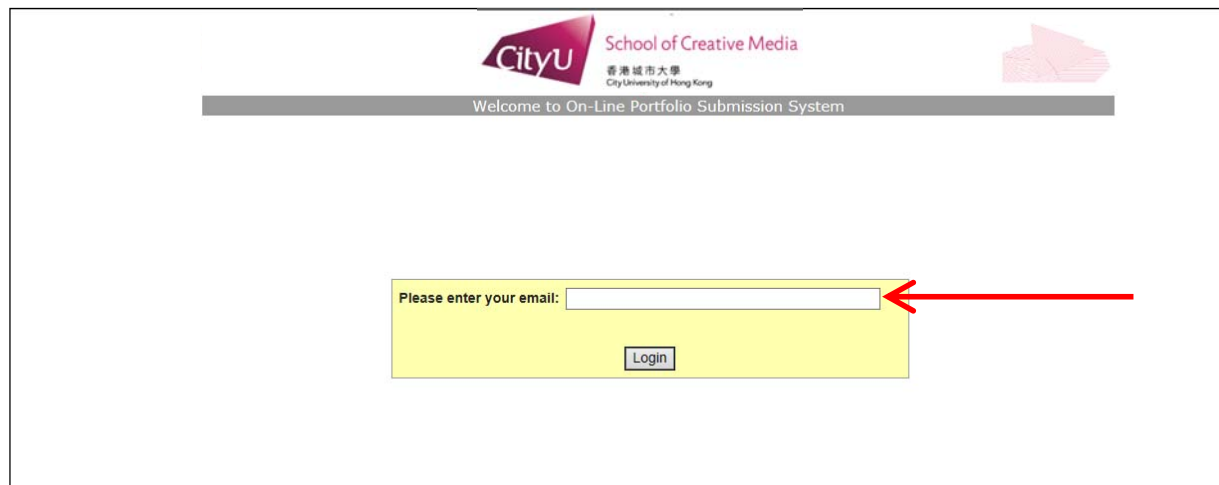 CityU
School of Creative Media
香港城市大學
City University of Hong Kong
Welcome to On-Line Portfolio Submission System
Please enter your email:
Login